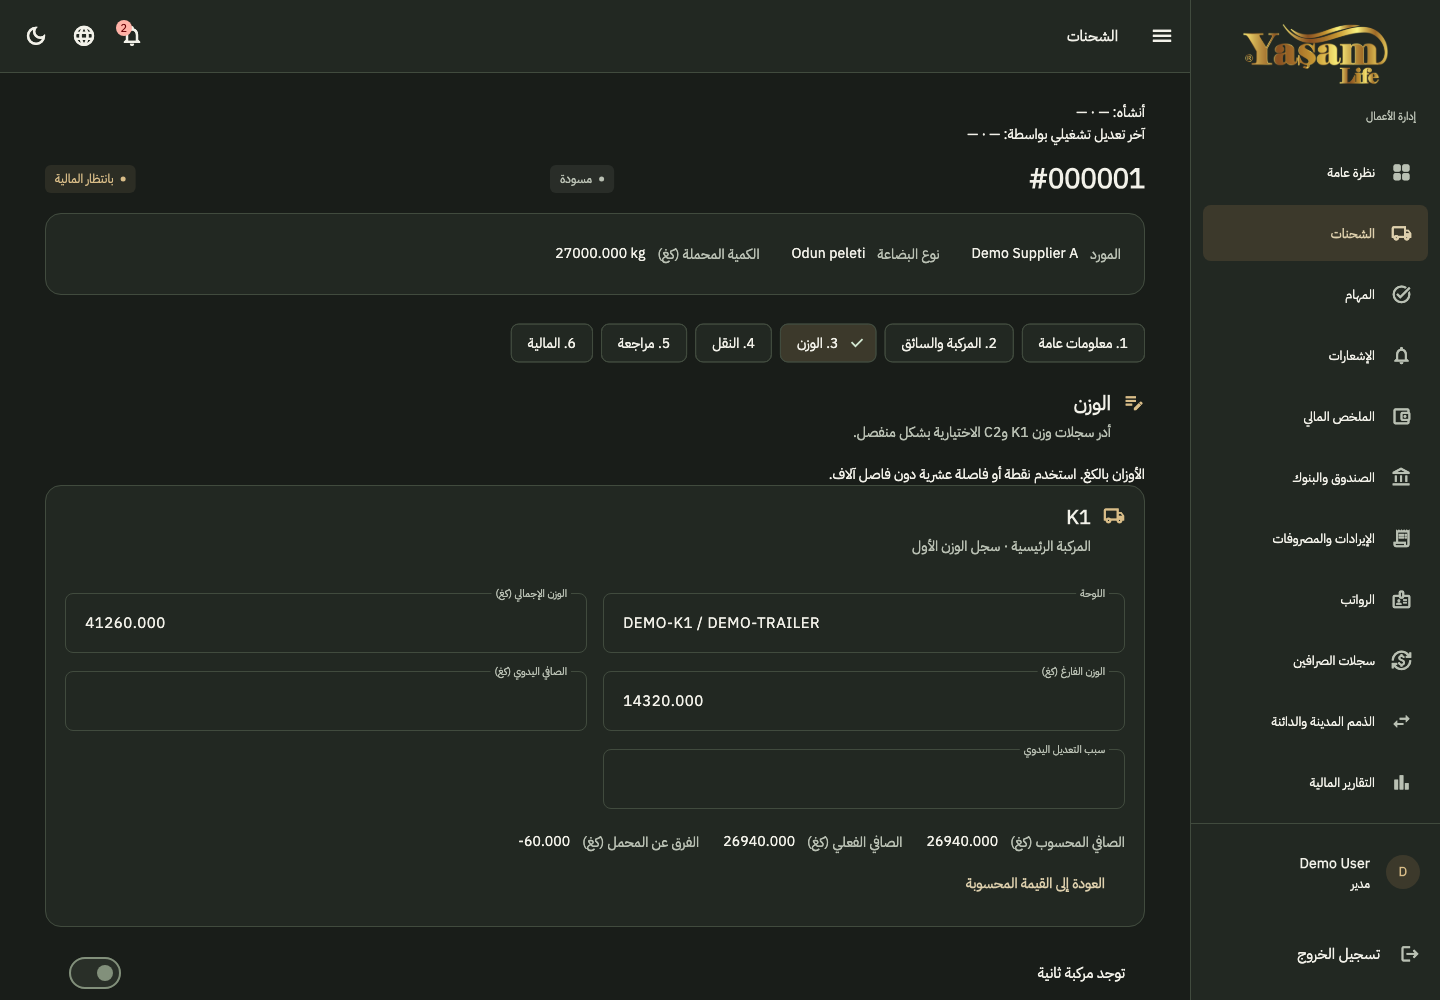 Yaşam
Life
®
إدارة الأعمال
نظرة عامة
الشحنات
المهام
الإشعارات
الملخص المالي
الصندوق والبنوك
الإيرادات والمصروفات
الرواتب
سجلات الصرافين
الذمم المدينة والدائنة
التقارير المالية
D
Demo User
مدير
تسجيل الخروج
الشحنات
2
أنشأه: — · —
آخر تعديل تشغيلي بواسطة: — · —
#000001
مسودة
بانتظار المالية
المورد Demo Supplier A نوع البضاعة Odun peleti الكمية المحملة (كغ) 27000.000 kg
1. معلومات عامة
2. المركبة والسائق
3. الوزن
4. النقل
5. مراجعة
6. المالية
الوزن
أدر سجلات وزن K1 وC2 الاختيارية بشكل منفصل.
الأوزان بالكغ. استخدم نقطة أو فاصلة عشرية دون فاصل آلاف.
K1
المركبة الرئيسية · سجل الوزن الأول
اللوحة
DEMO-K1 / DEMO-TRAILER
الوزن الإجمالي (كغ)
41260.000
الوزن الفارغ (كغ)
14320.000
الصافي اليدوي (كغ)
سبب التعديل اليدوي
الصافي المحسوب (كغ) 26940.000 الصافي الفعلي (كغ) 26940.000 الفرق عن المحمل (كغ) -60.000
العودة إلى القيمة المحسوبة
توجد مركبة ثانية